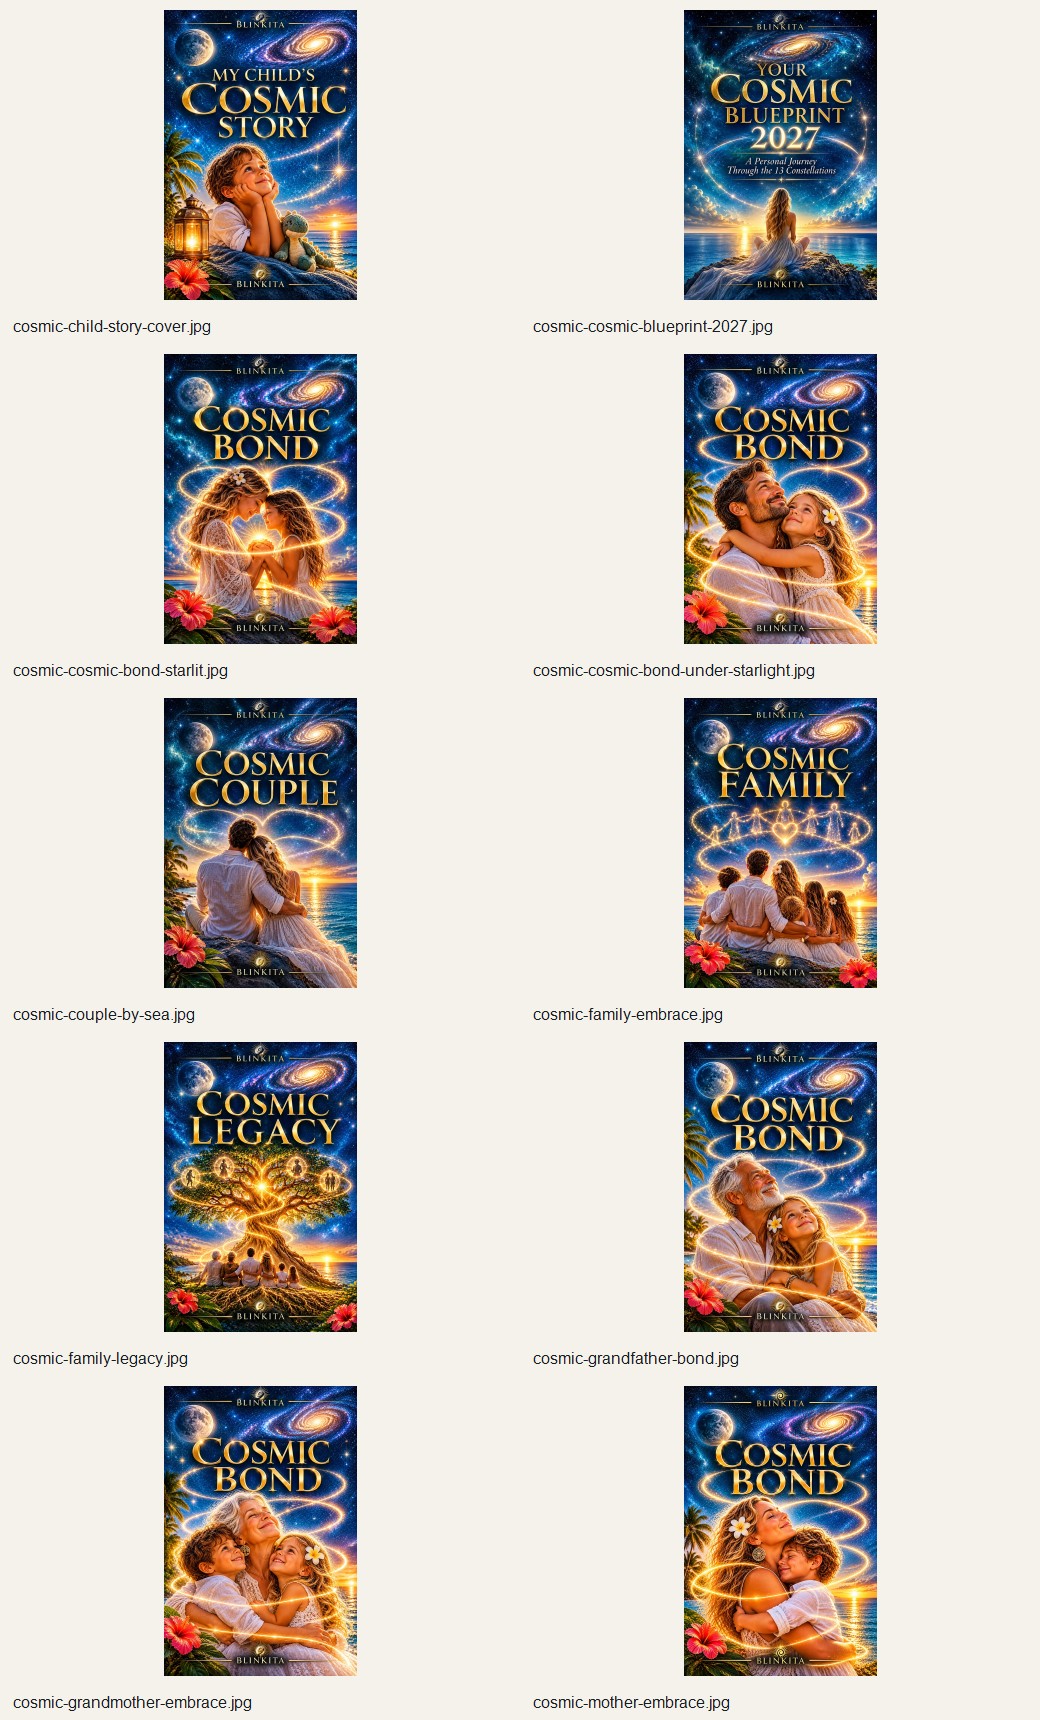 BLINKITA
MY CHILD'S
COSMIC
STORY
BLINKITA
cosmic-child-story-cover.jpg
BLINKITA
YOUR
COSMIC
BLUEPRINT
2027
A Personal Journey
Through the 13 Constellations
BLINKITA
cosmic-cosmic-blueprint-2027.jpg
BLINKITA
COSMIC
BOND
BLINKITA
cosmic-cosmic-bond-starlit.jpg
BLINKITA
COSMIC
BOND
BLINKITA
cosmic-cosmic-bond-under-starlight.jpg
BLINKITA
COSMIC
COUPLE
BLINKITA
cosmic-couple-by-sea.jpg
BLINKITA
COSMIC
FAMILY
BLINKITA
cosmic-family-embrace.jpg
BLINKITA
COSMIC
LEGACY
BLINKITA
cosmic-family-legacy.jpg
BLINKITA
COSMIC
BOND
BLINKITA
cosmic-grandfather-bond.jpg
BLINKITA
COSMIC
BOND
BLINKITA
cosmic-grandmother-embrace.jpg
BLINKITA
COSMIC
BOND
BLINKITA
cosmic-mother-embrace.jpg